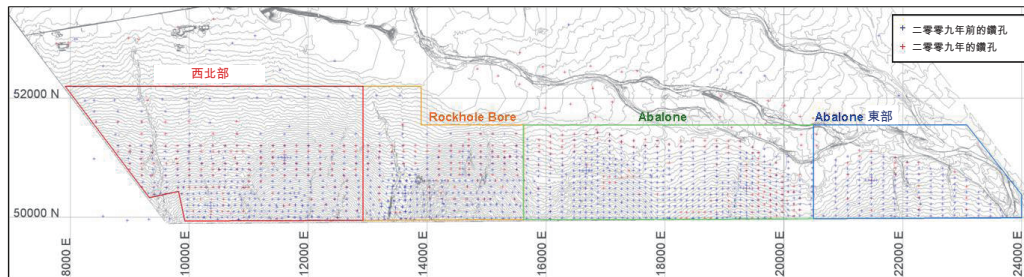 二零零九年前的鑽孔
二零零九年的鑽孔
西北部
52000 N
Rockhole Bore
Abalone
Abalone 東部
50000 N
8000 E
10000 E
12000 E
14000 E
16000 E
18000 E
20000 E
22000 E
24000 E